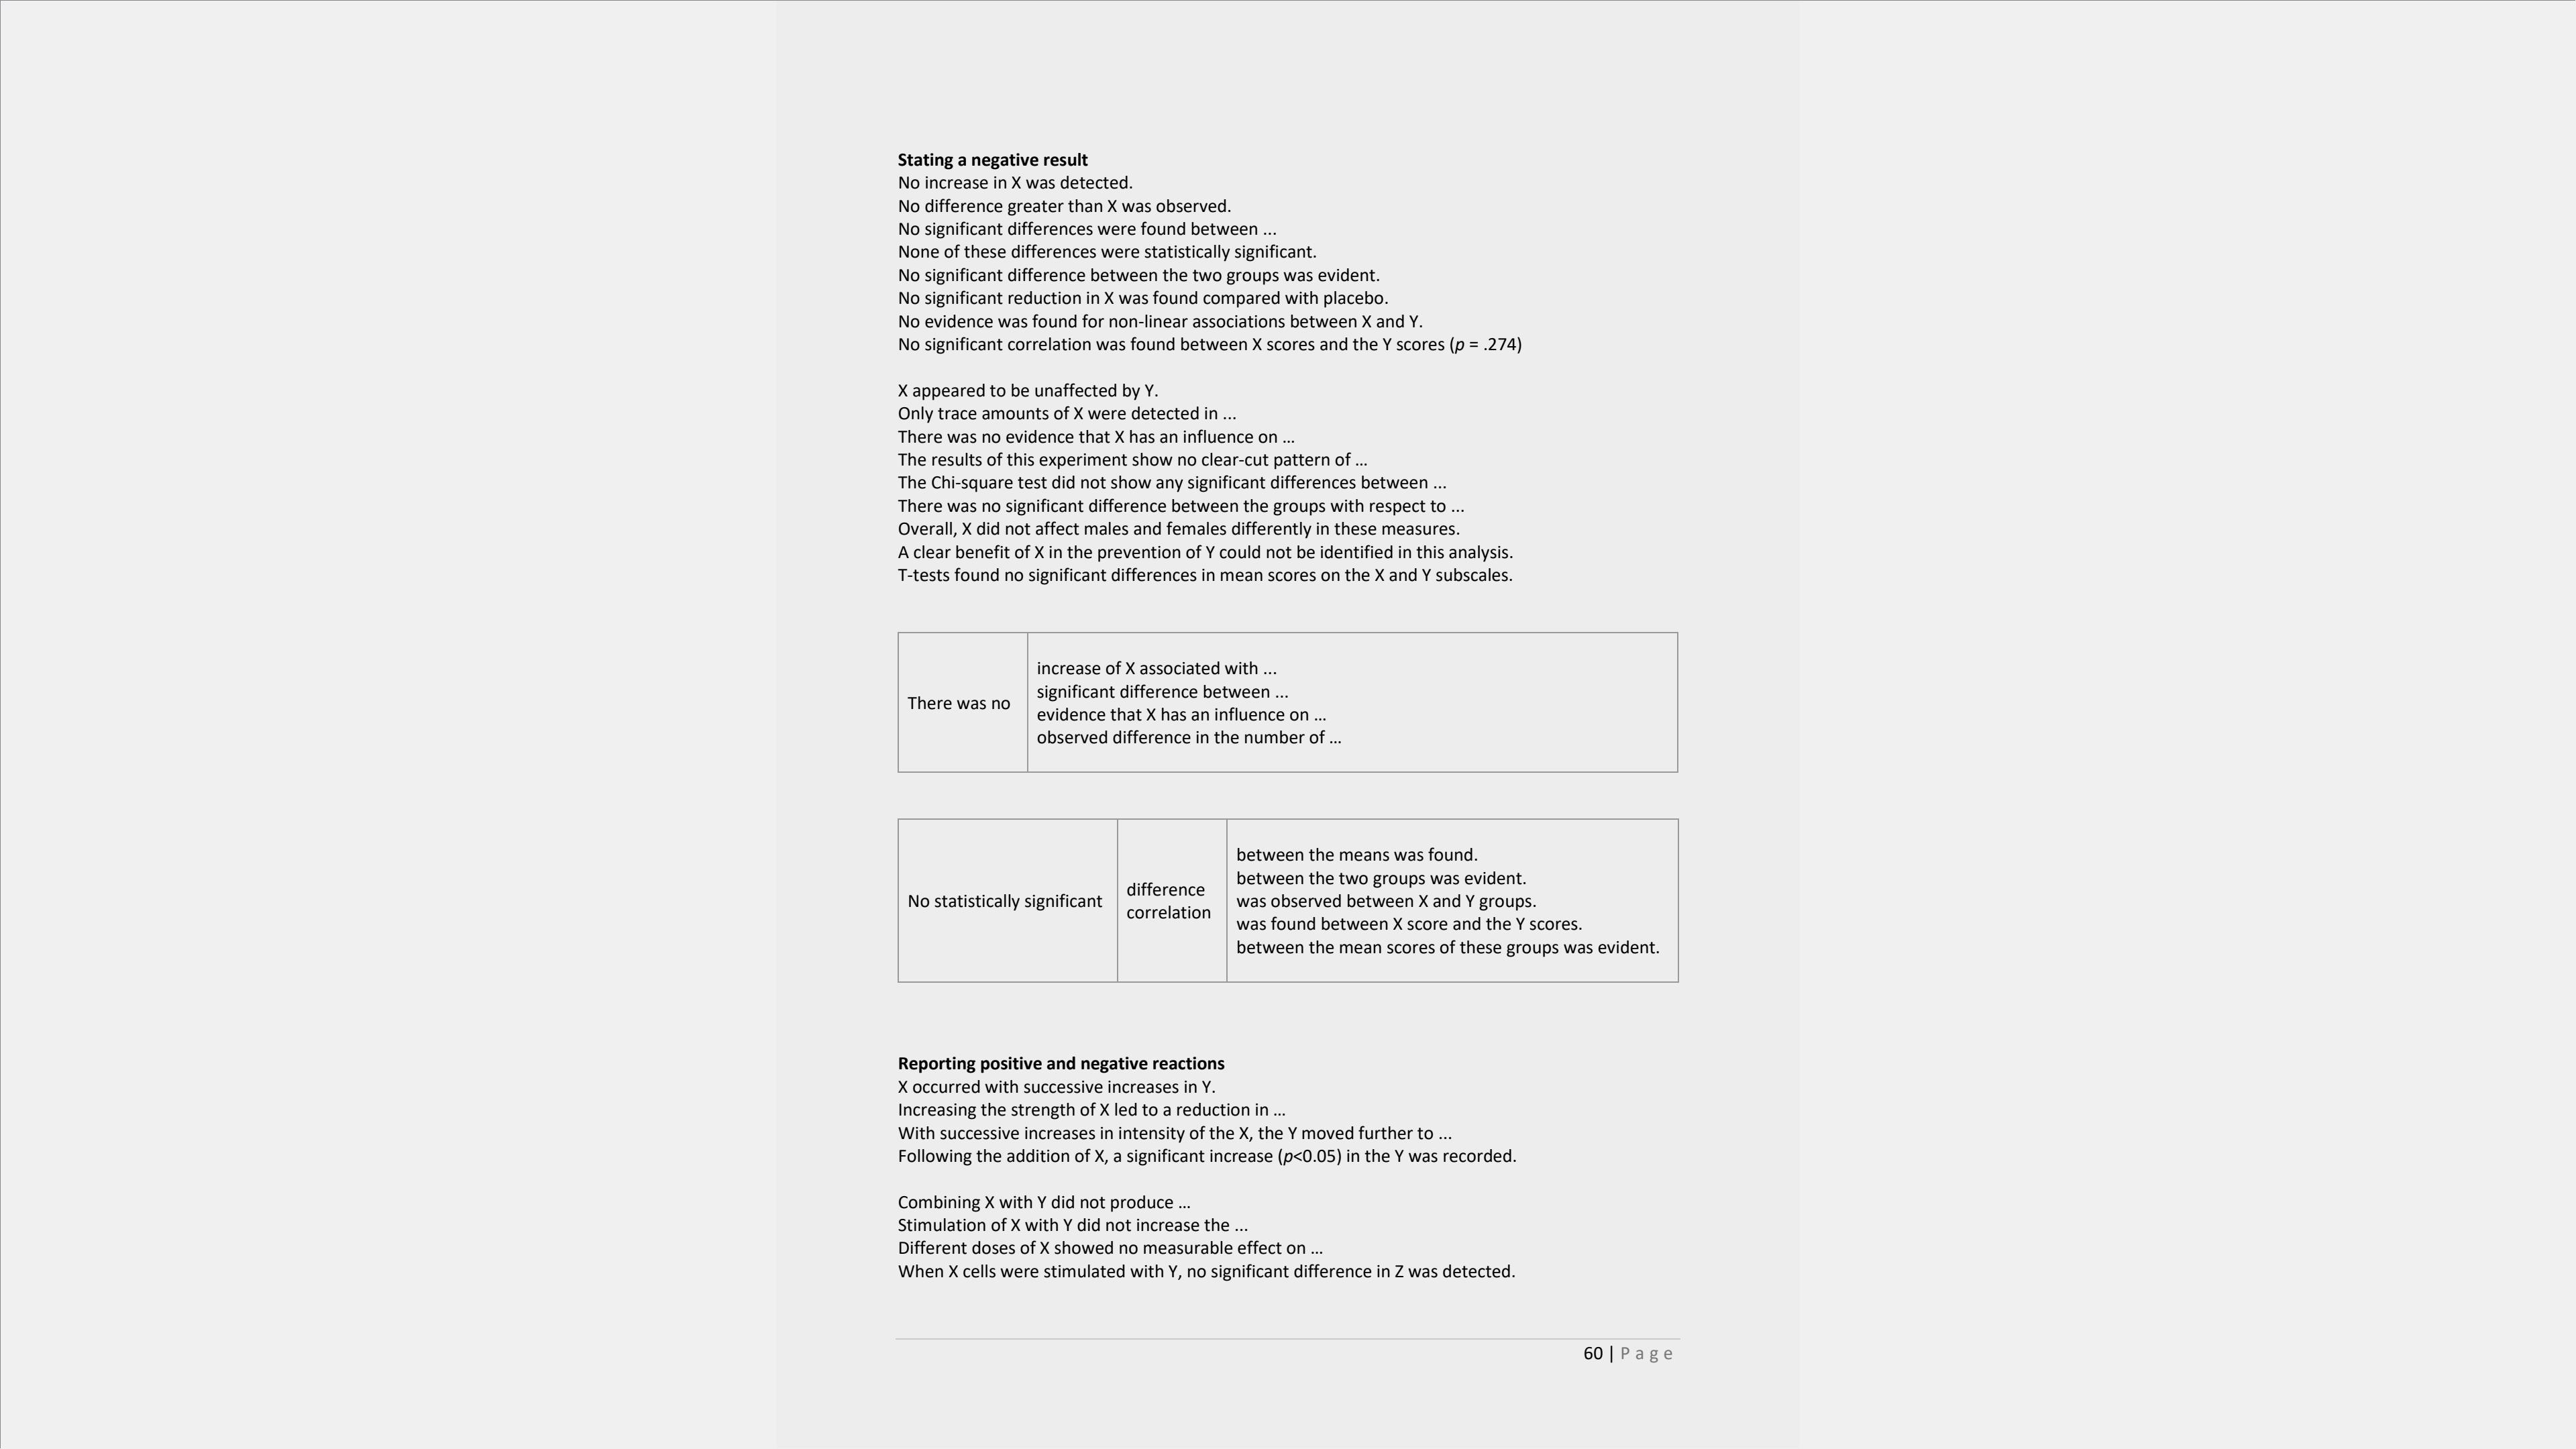 Stating a negative result
No increase in X was detected.
No difference greater than X was observed.
No significant differences were found between ...
None of these differences were statistically significant.
No significant difference between the two groups was evident.
No significant reduction in X was found compared with placebo.
No evidence was found for non-linear associations between X and Y.
No significant correlation was found between X scores and the Y scores (p = .274)
X appeared to be unaffected by Y.
Only trace amounts of X were detected in ...
There was no evidence that X has an influence on ...
The results of this experiment show no clear-cut pattern of ...
The Chi-square test did not show any significant differences between ...
There was no significant difference between the groups with respect to ...
Overall, X did not affect males and females differently in these measures.
A clear benefit of X in the prevention of Y could not be identified in this analysis.
T-tests found no significant differences in mean scores on the X and Y subscales.
There was no
increase of X associated with ...
significant difference between ...
evidence that X has an influence on ...
observed difference in the number of ...
No statistically significant
difference
correlation
between the means was found.
between the two groups was evident.
was observed between X and Y groups.
was found between X score and the Y scores.
between the mean scores of these groups was evident.
Reporting positive and negative reactions
X occurred with successive increases in Y.
Increasing the strength of X led to a reduction in ...
With successive increases in intensity of the X, the Y moved further to ...
Following the addition of X, a significant increase (p<0.05) in the Y was recorded.
Combining X with Y did not produce ...
Stimulation of X with Y did not increase the ...
Different doses of X showed no measurable effect on ...
When X cells were stimulated with Y, no significant difference in Z was detected.
60 | Page